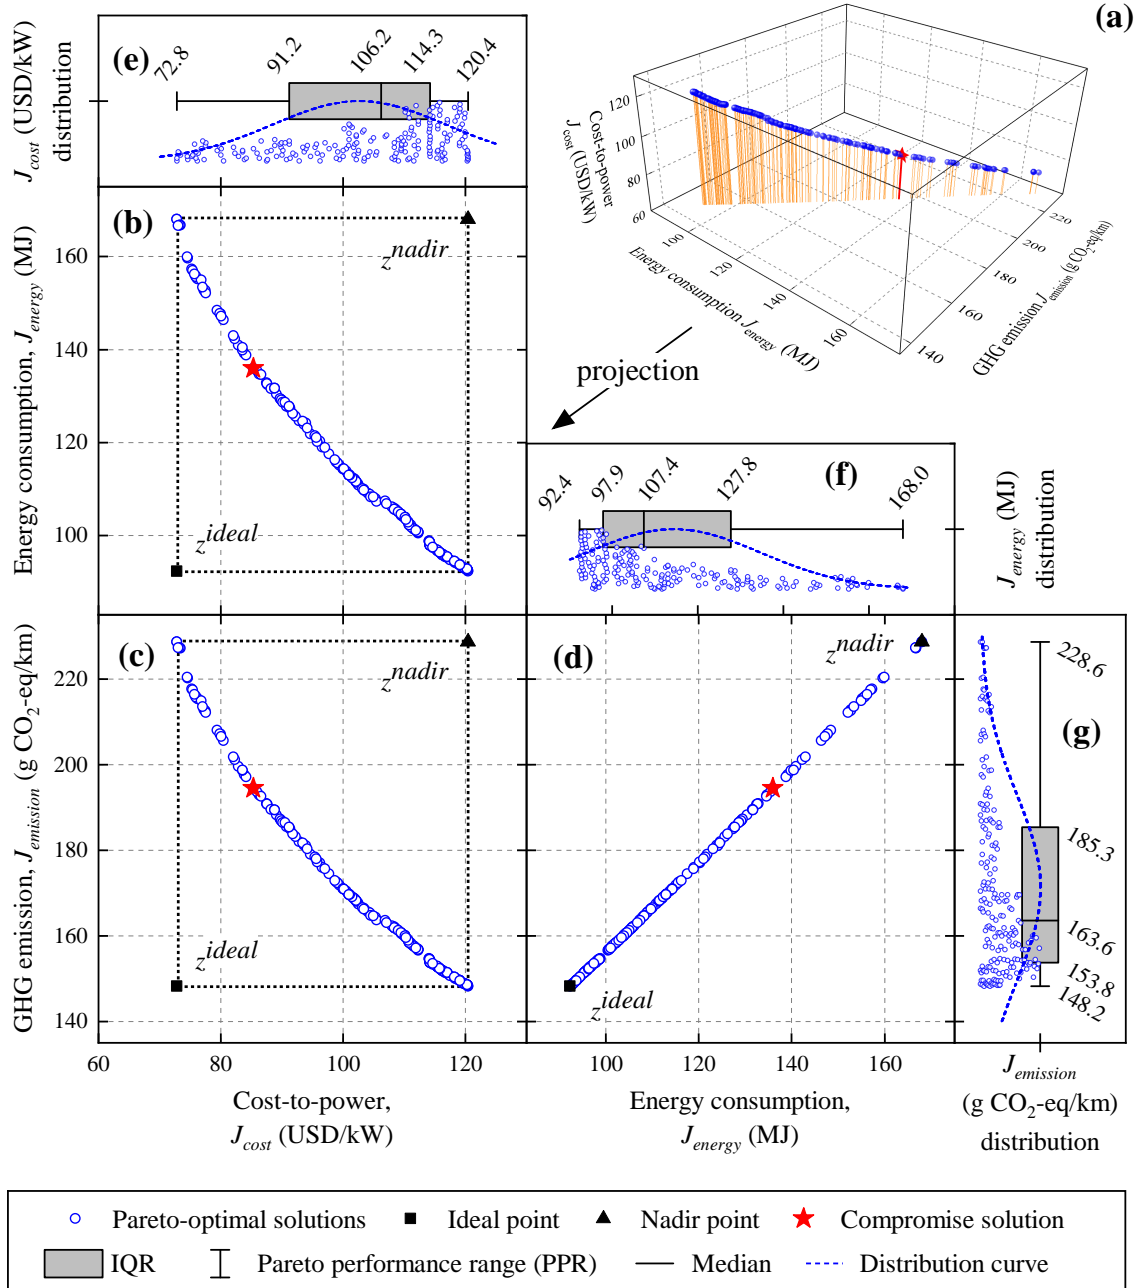 (a)
120
100
80
60
Cost-to-power
J_cost (USD/kW)
100
120
140
160
Energy consumption J_energy (MJ)
140
160
180
200
220
GHG emission J_emission (g CO₂-eq/km)
J_cost (USD/kW)
distribution
(e)
72.8
91.2
106.2
114.3
120.4
(b)
z^nadir
z^ideal
160
140
120
100
Energy consumption, J_energy (MJ)
projection
(f)
92.4
97.9
107.4
127.8
168.0
J_energy (MJ)
distribution
(c)
z^nadir
z^ideal
220
200
180
160
140
GHG emission, J_emission (g CO₂-eq/km)
60
80
100
120
Cost-to-power,
J_cost (USD/kW)
(d)
z^nadir
z^ideal
100
120
140
160
Energy consumption,
J_energy (MJ)
(g)
228.6
185.3
163.6
153.8
148.2
J_emission
(g CO₂-eq/km)
distribution
Pareto-optimal solutions
Ideal point
Nadir point
Compromise solution
IQR
Pareto performance range (PPR)
Median
Distribution curve